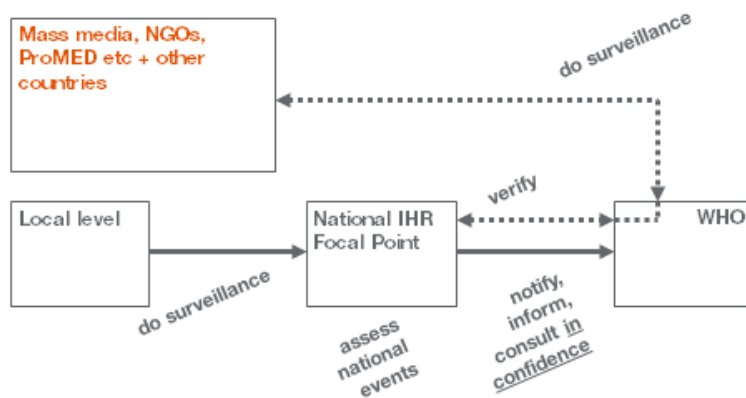 Mass media, NGOs,
ProMED etc + other
countries
do surveillance
verify
Local level
National IHR
Focal Point
WHO
do surveillance
assess
national
events
notify,
inform,
consult in
confidence